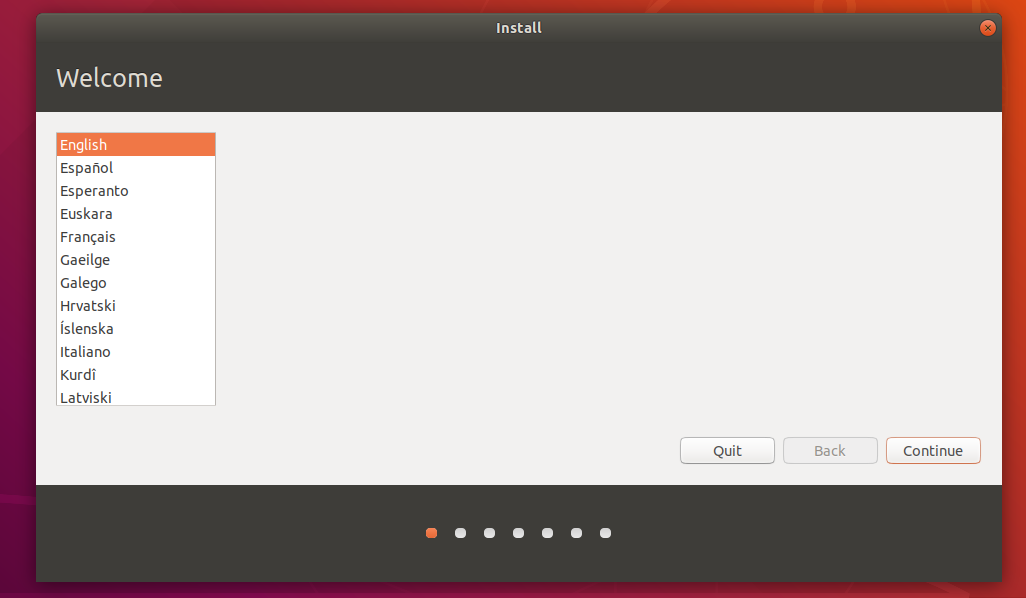 Install
Welcome
English
Español
Esperanto
Euskara
Français
Gaeilge
Galego
Hrvatski
Íslenska
Italiano
Kurdî
Latviski
Quit Back Continue